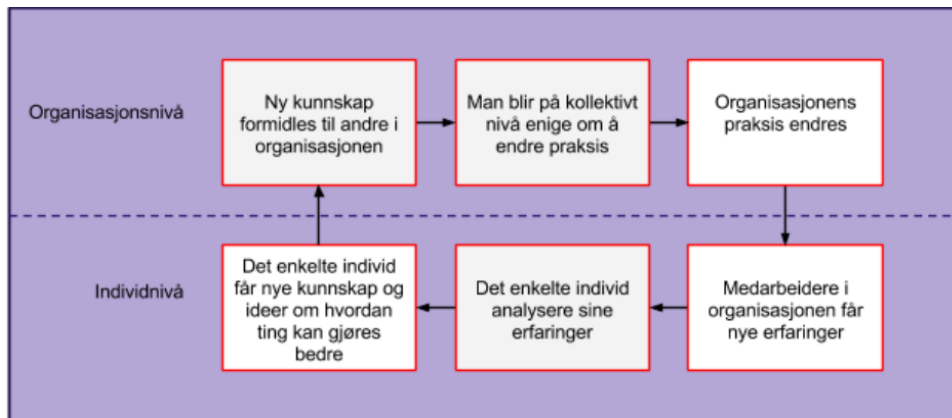 Organisasjonsnivå
Ny kunnskap
formidles til andre i
organisasjonen
Man blir på kollektivt
nivå enige om å
endre praksis
Organisasjonens
praksis endres
Individnivå
Det enkelte individ
får nye kunnskap og
ideer om hvordan
ting kan gjøres
bedre
Det enkelte individ
analysere sine
erfaringer
Medarbeidere i
organisasjonen får
nye erfaringer